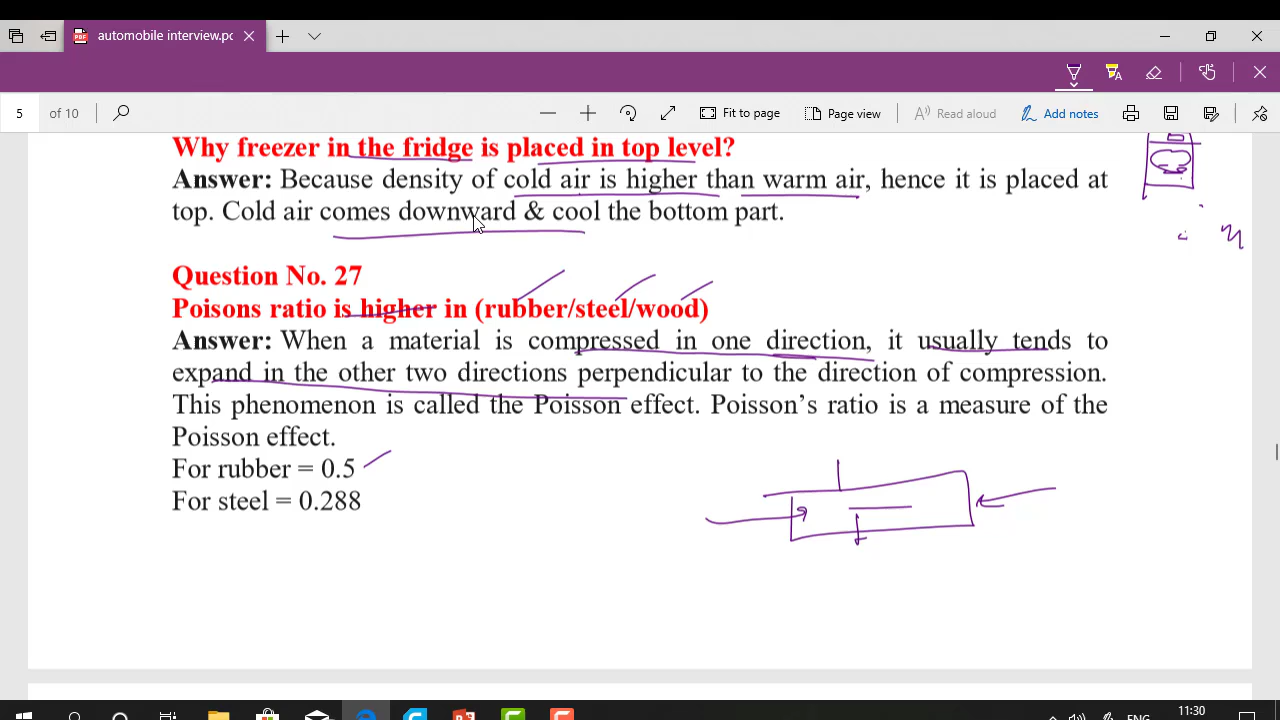 automobile interview.pc
5 of 10 Fit to page Page view Read aloud Add notes
Why freezer in the fridge is placed in top level?
Answer: Because density of cold air is higher than warm air, hence it is placed at
top. Cold air comes downward & cool the bottom part.
Question No. 27
Poisons ratio is higher in (rubber/steel/wood)
Answer: When a material is compressed in one direction, it usually tends to
expand in the other two directions perpendicular to the direction of compression.
This phenomenon is called the Poisson effect. Poisson's ratio is a measure of the
Poisson effect.
For rubber = 0.5
For steel = 0.288
11:30
ENG